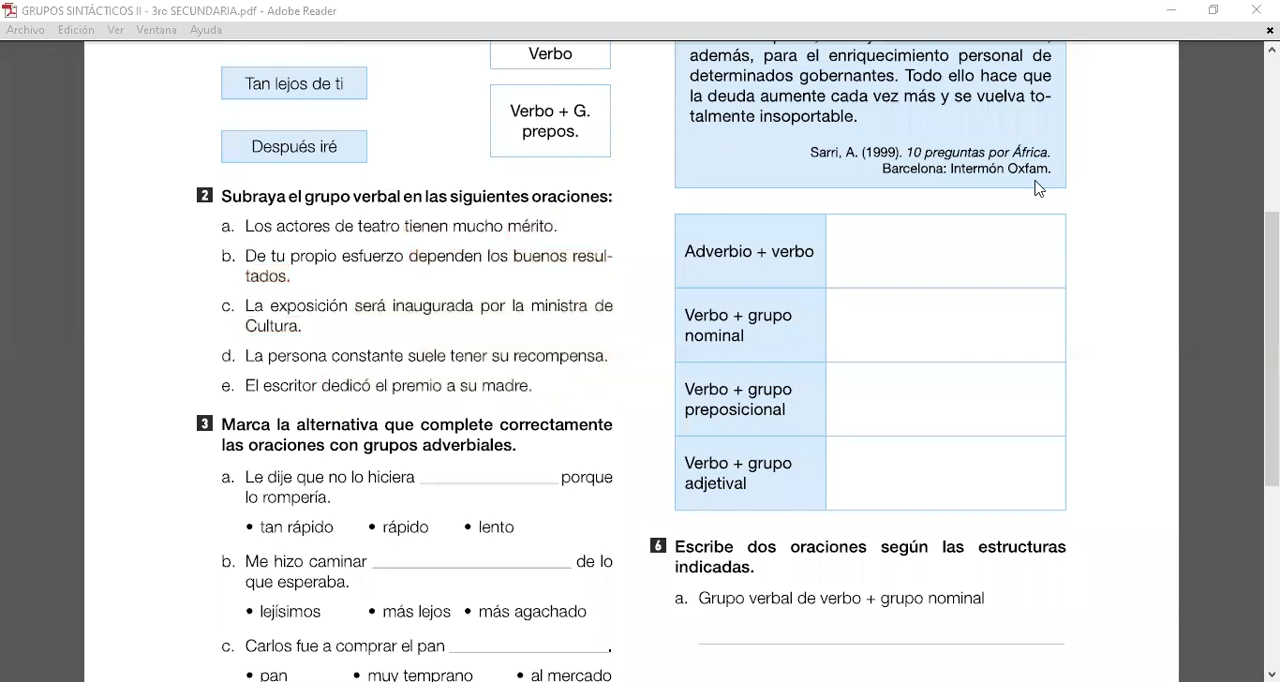 GRUPOS SINTÁCTICOS II - 3ro SECUNDARIA.pdf - Adobe Reader
Archivo Edición Ver Ventana Ayuda
Verbo
Tan lejos de ti
Verbo + G.
prepos.
Después iré
2 Subraya el grupo verbal en las siguientes oraciones:
a. Los actores de teatro tienen mucho mérito.
b. De tu propio esfuerzo dependen los buenos resul-
tados.
c. La exposición será inaugurada por la ministra de
Cultura.
d. La persona constante suele tener su recompensa.
e. El escritor dedicó el premio a su madre.
3 Marca la alternativa que complete correctamente
las oraciones con grupos adverbiales.
a. Le dije que no lo hiciera ______________ porque
lo rompería.
• tan rápido • rápido • lento
b. Me hizo caminar ____________________ de lo
que esperaba.
• lejísimos • más lejos • más agachado
c. Carlos fue a comprar el pan ________________.
• pan • muy temprano • al mercado
además, para el enriquecimiento personal de
determinados gobernantes. Todo ello hace que
la deuda aumente cada vez más y se vuelva to-
talmente insoportable.
Sarri, A. (1999). 10 preguntas por África.
Barcelona: Intermón Oxfam.
Adverbio + verbo
Verbo + grupo
nominal
Verbo + grupo
preposicional
Verbo + grupo
adjetival
6 Escribe dos oraciones según las estructuras
indicadas.
a. Grupo verbal de verbo + grupo nominal